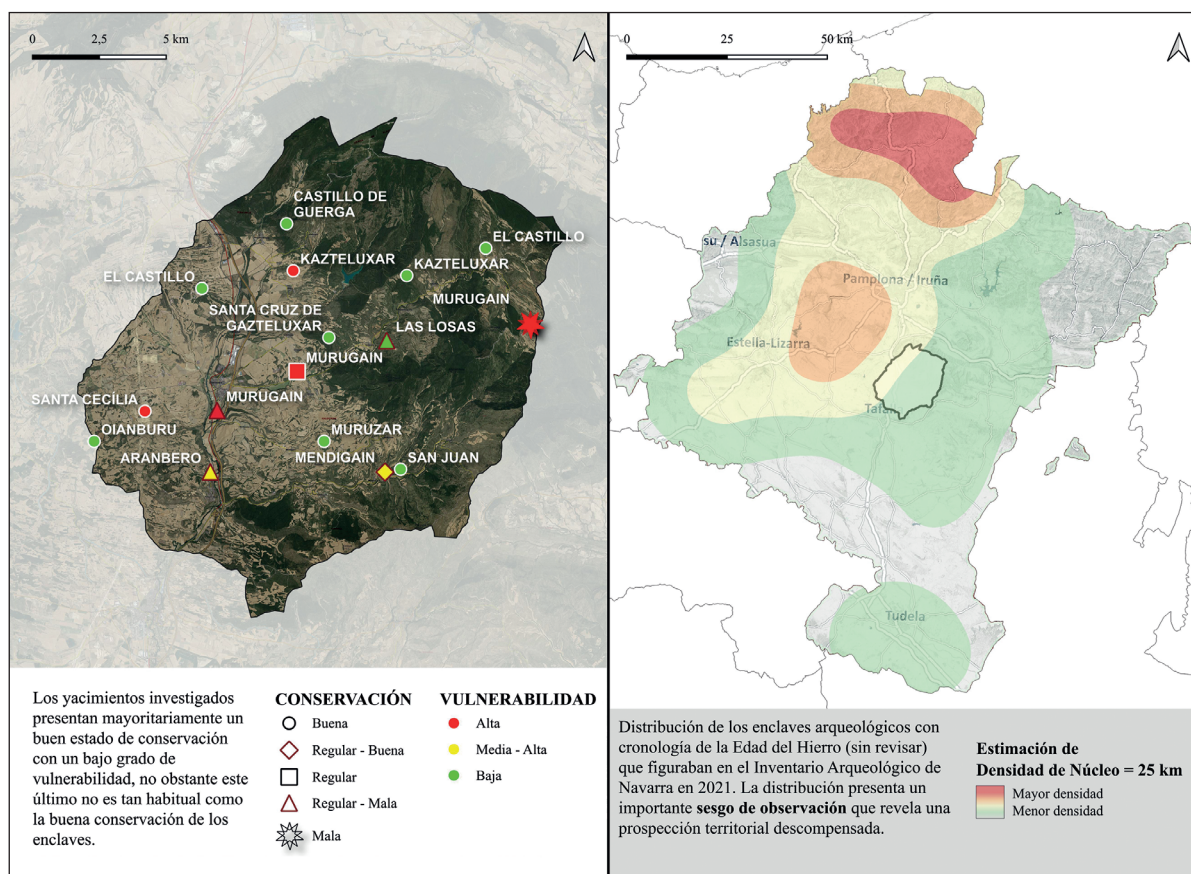 0 2,5 5 km
CASTILLO DE
GUERGA
EL CASTILLO
KAZTELUXAR
KAZTELUXAR
EL CASTILLO
MURUGAIN
SANTA CRUZ DE
GAZTELUXAR
LAS LOSAS
MURUGAIN
SANTA CECILIA
MURUGAIN
OIANBURU
MURUZAR
ARANBERO
MENDIGAIN
SAN JUAN
Los yacimientos investigados
presentan mayoritariamente un
buen estado de conservación
con un bajo grado de
vulnerabilidad, no obstante este
último no es tan habitual como
la buena conservación de los
enclaves.
CONSERVACIÓN
Buena
Regular - Buena
Regular
Regular - Mala
Mala
VULNERABILIDAD
Alta
Media - Alta
Baja
0 25 50 km
su / Alsasua
Pamplona / Iruña
Estella-Lizarra
Tafal
Tudela
Distribución de los enclaves arqueológicos con
cronología de la Edad del Hierro (sin revisar)
que figuraban en el Inventario Arqueológico de
Navarra en 2021. La distribución presenta un
importante sesgo de observación que revela una
prospección territorial descompensada.
Estimación de
Densidad de Núcleo = 25 km
Mayor densidad
Menor densidad